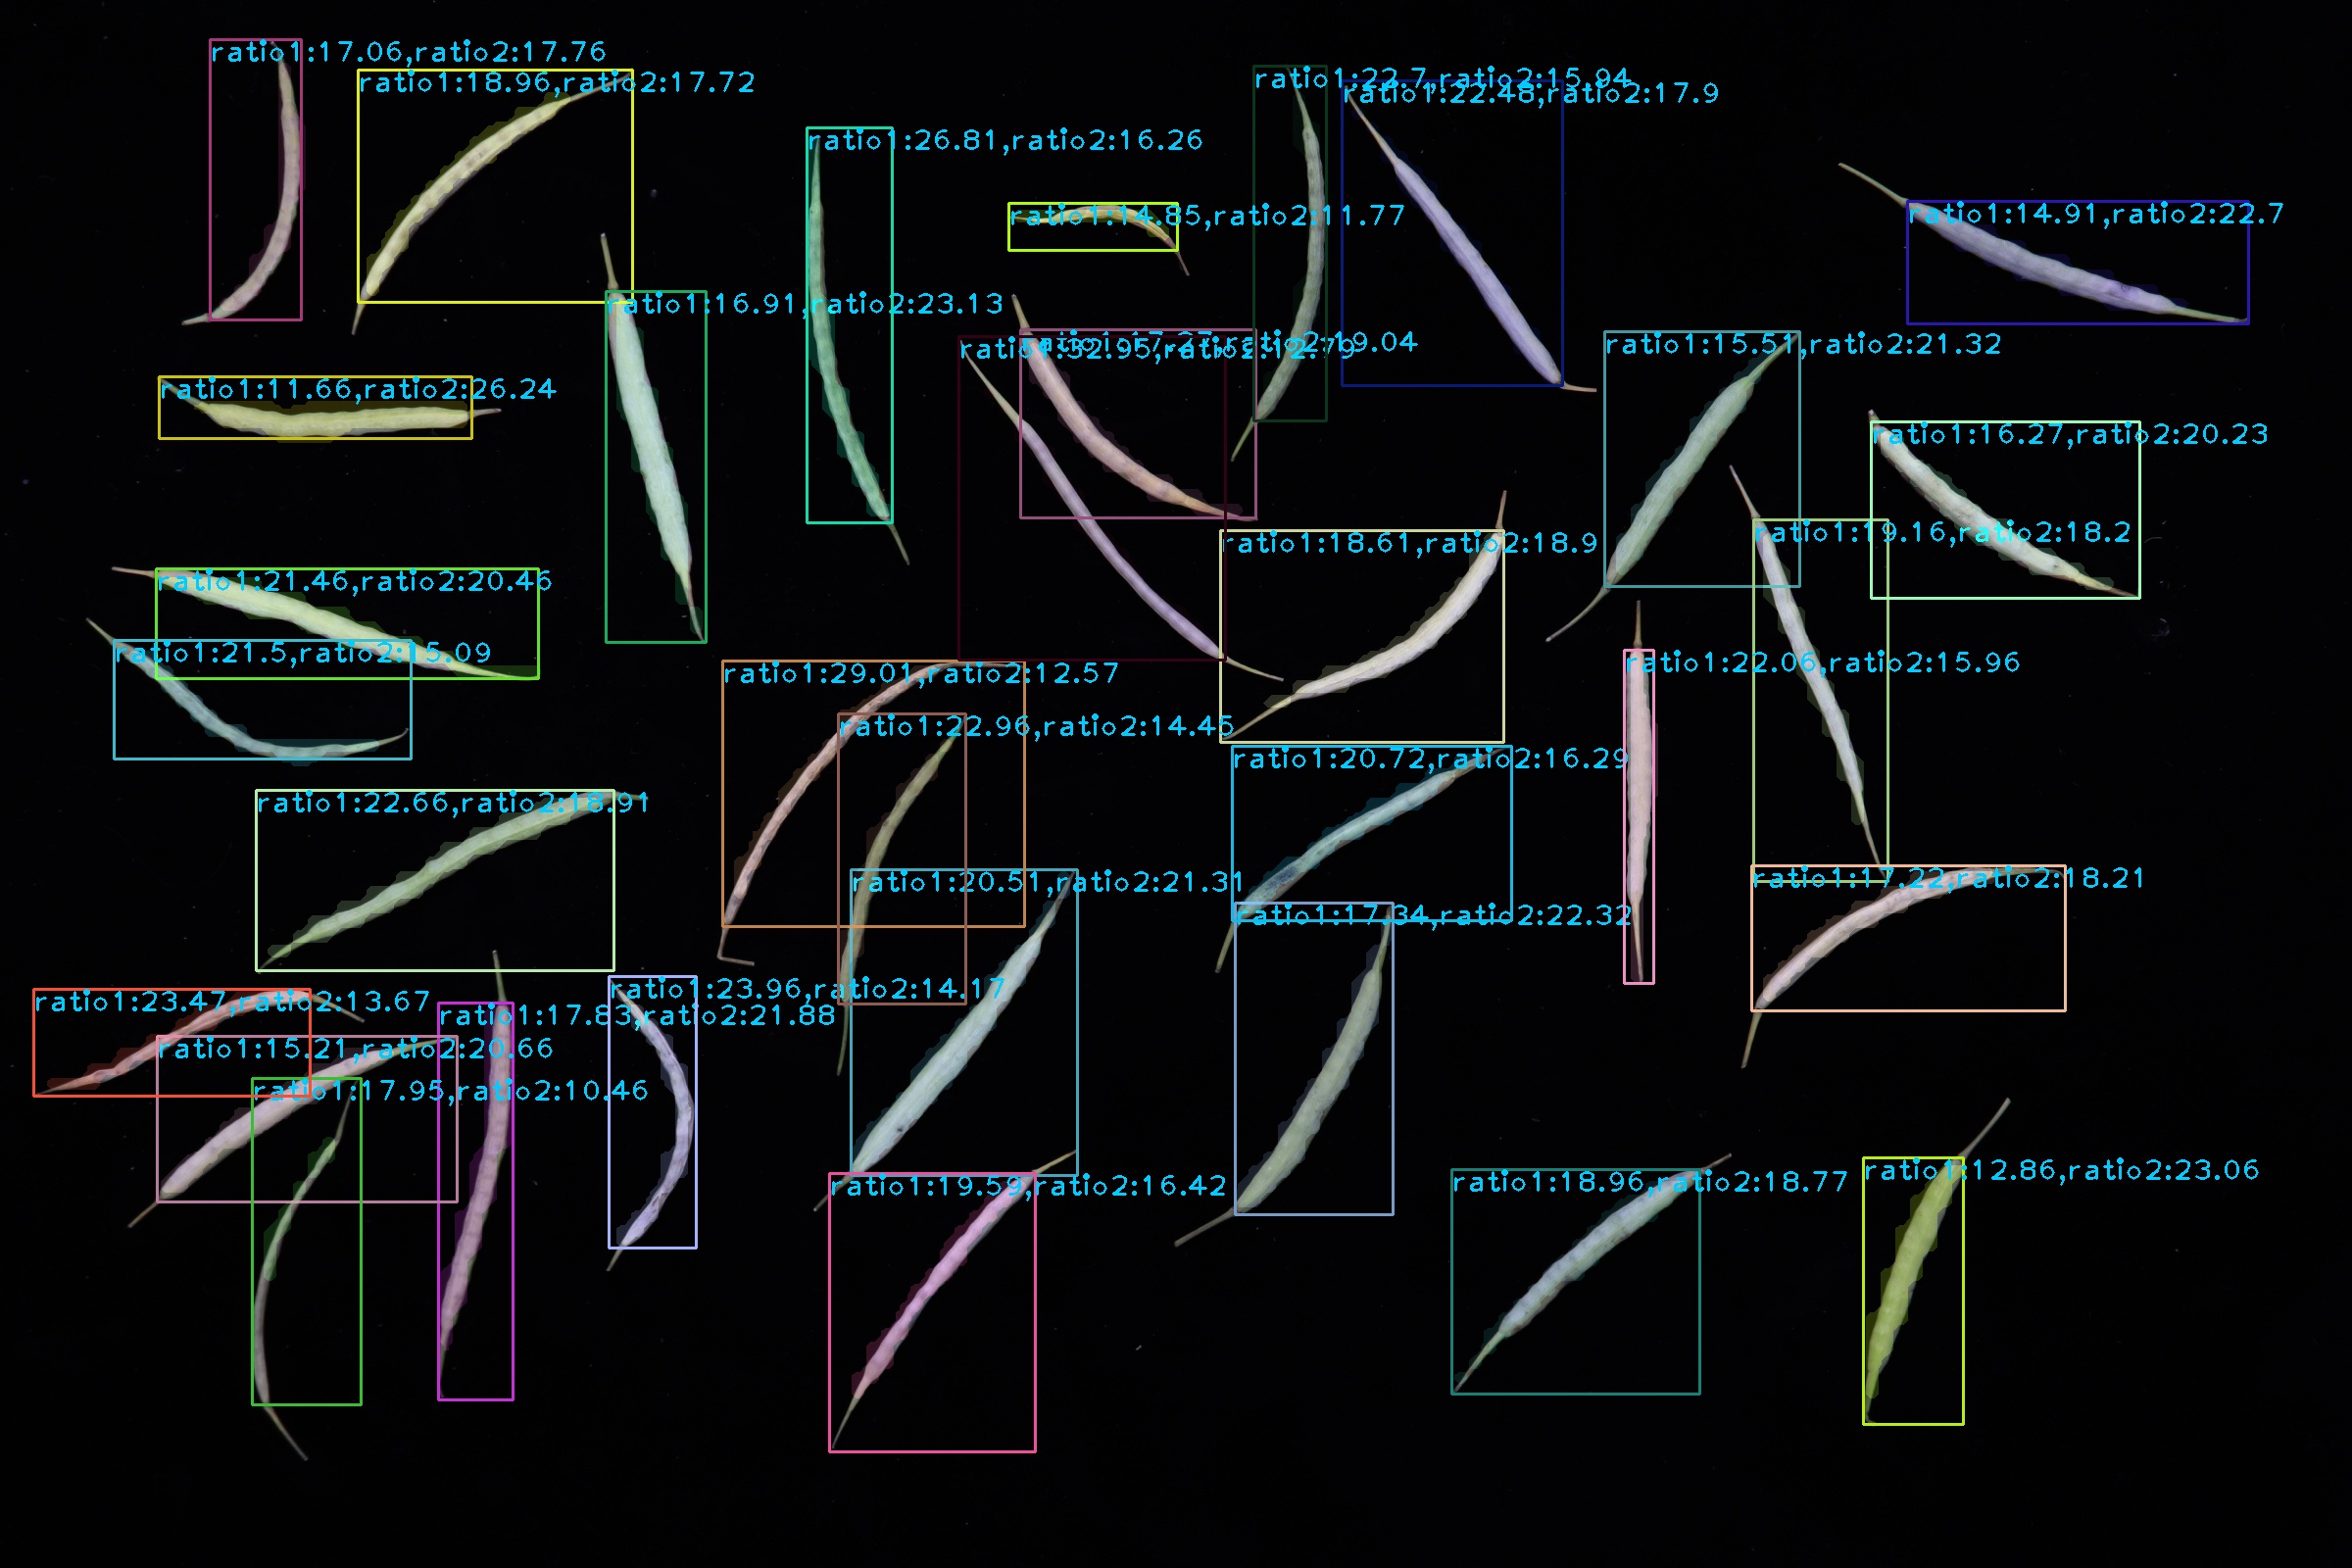 ratio1:17.06,ratio2:17.76
ratio1:18.96,ratio2:17.72
ratio1:22.7,ratio2:15.94
ratio1:22.48,ratio2:17.9
ratio1:26.81,ratio2:16.26
ratio1:14.85,ratio2:11.77
ratio1:14.91,ratio2:22.7
ratio1:16.91,ratio2:23.13
ratio1:17.27,ratio2:19.04
ratio1:32.95,ratio2:12.79
ratio1:15.51,ratio2:21.32
ratio1:11.66,ratio2:26.24
ratio1:16.27,ratio2:20.23
ratio1:19.16,ratio2:18.2
ratio1:18.61,ratio2:18.9
ratio1:21.46,ratio2:20.46
ratio1:21.5,ratio2:15.09
ratio1:22.06,ratio2:15.96
ratio1:29.01,ratio2:12.57
ratio1:22.96,ratio2:14.45
ratio1:20.72,ratio2:16.29
ratio1:22.66,ratio2:18.91
ratio1:20.51,ratio2:21.31
ratio1:17.22,ratio2:18.21
ratio1:17.34,ratio2:22.32
ratio1:23.96,ratio2:14.17
ratio1:23.47,ratio2:13.67
ratio1:17.83,ratio2:21.88
ratio1:15.21,ratio2:20.66
ratio1:17.95,ratio2:10.46
ratio1:19.59,ratio2:16.42
ratio1:18.96,ratio2:18.77
ratio1:12.86,ratio2:23.06